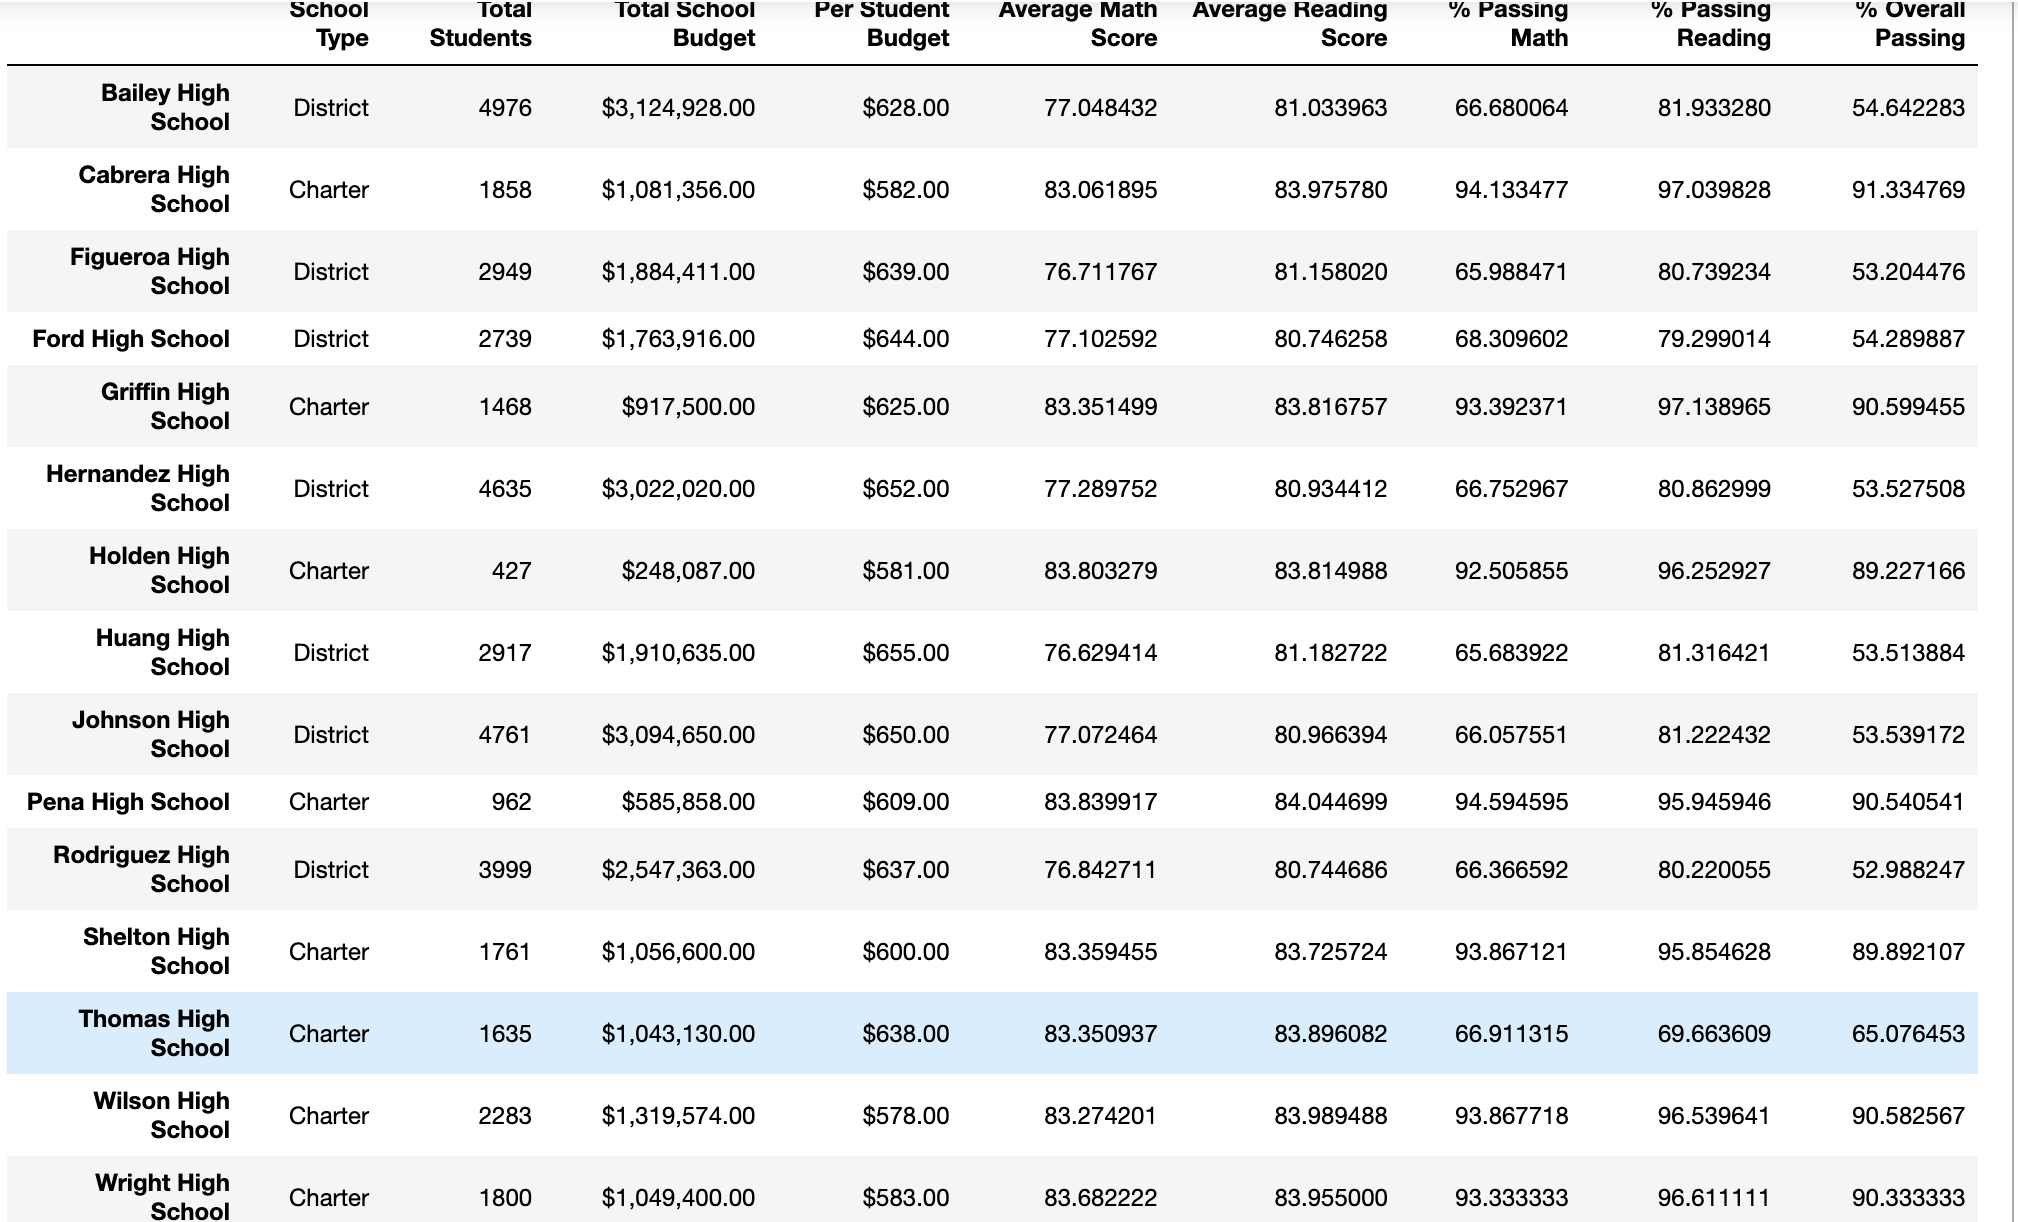 School Total Total School Per Student Average Math Average Reading % Passing % Passing % Overall
Type Students Budget Budget Score Score Math Reading Passing
Bailey High School District 4976 $3,124,928.00 $628.00 77.048432 81.033963 66.680064 81.933280 54.642283
Cabrera High School Charter 1858 $1,081,356.00 $582.00 83.061895 83.975780 94.133477 97.039828 91.334769
Figueroa High School District 2949 $1,884,411.00 $639.00 76.711767 81.158020 65.988471 80.739234 53.204476
Ford High School District 2739 $1,763,916.00 $644.00 77.102592 80.746258 68.309602 79.299014 54.289887
Griffin High School Charter 1468 $917,500.00 $625.00 83.351499 83.816757 93.392371 97.138965 90.599455
Hernandez High School District 4635 $3,022,020.00 $652.00 77.289752 80.934412 66.752967 80.862999 53.527508
Holden High School Charter 427 $248,087.00 $581.00 83.803279 83.814988 92.505855 96.252927 89.227166
Huang High School District 2917 $1,910,635.00 $655.00 76.629414 81.182722 65.683922 81.316421 53.513884
Johnson High School District 4761 $3,094,650.00 $650.00 77.072464 80.966394 66.057551 81.222432 53.539172
Pena High School Charter 962 $585,858.00 $609.00 83.839917 84.044699 94.594595 95.945946 90.540541
Rodriguez High School District 3999 $2,547,363.00 $637.00 76.842711 80.744686 66.366592 80.220055 52.988247
Shelton High School Charter 1761 $1,056,600.00 $600.00 83.359455 83.725724 93.867121 95.854628 89.892107
Thomas High School Charter 1635 $1,043,130.00 $638.00 83.350937 83.896082 66.911315 69.663609 65.076453
Wilson High School Charter 2283 $1,319,574.00 $578.00 83.274201 83.989488 93.867718 96.539641 90.582567
Wright High School Charter 1800 $1,049,400.00 $583.00 83.682222 83.955000 93.333333 96.611111 90.333333